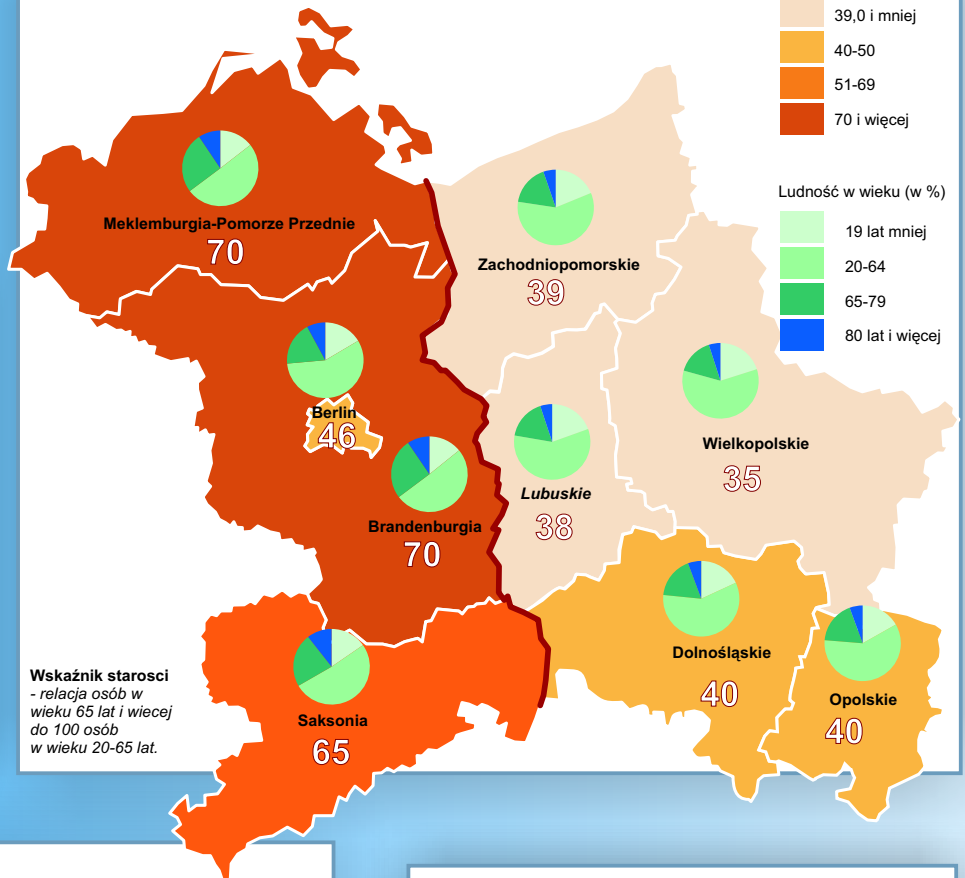 39,0 i mniej
40-50
51-69
70 i więcej
Ludność w wieku (w %)
19 lat mniej
20-64
65-79
80 lat i więcej
Meklemburgia-Pomorze Przednie
70
Zachodniopomorskie
39
Berlin
46
Wielkopolskie
35
Lubuskie
38
Brandenburgia
70
Dolnośląskie
40
Opolskie
40
Saksonia
65
Wskaźnik starosci
- relacja osób w
wieku 65 lat i wiecej
do 100 osób
w wieku 20-65 lat.